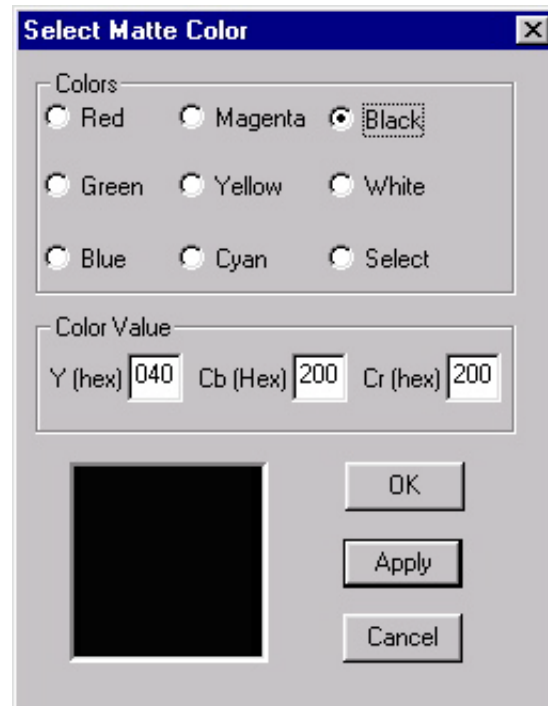 Select Matte Color
Colors
Red Magenta Black
Green Yellow White
Blue Cyan Select
Color Value
Y (hex) 040 Cb (Hex) 200 Cr (hex) 200
OK
Apply
Cancel